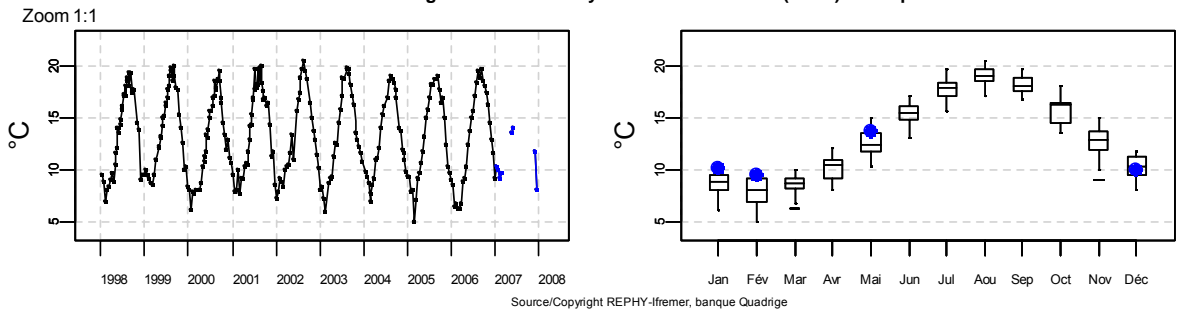 Zoom 1:1
°C
20
15
10
5
1998 1999 2000 2001 2002 2003 2004 2005 2006 2007 2008
°C
20
15
10
5
Jan Fév Mar Avr Mai Jun Jul Aou Sep Oct Nov Déc
Source/Copyright REPHY-Ifremer, banque Quadrige